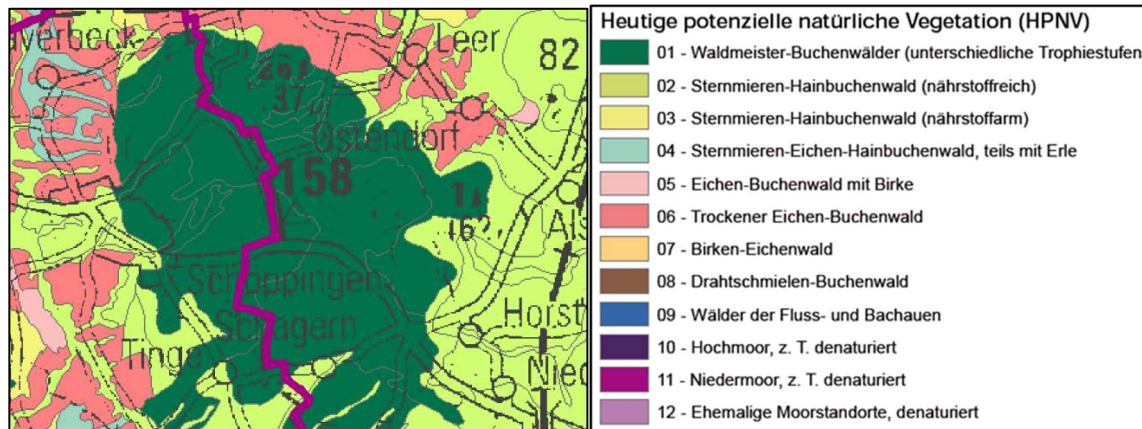 Leer
82
37
Ostendorf
158
Schöppingen
Schagern
Tinge
Horst
Heutige potenzielle natürliche Vegetation (HPNV)
01 - Waldmeister-Buchenwälder (unterschiedliche Trophiestufen
02 - Sternmieren-Hainbuchenwald (nährstoffreich)
03 - Sternmieren-Hainbuchenwald (nährstoffarm)
04 - Sternmieren-Eichen-Hainbuchenwald, teils mit Erle
05 - Eichen-Buchenwald mit Birke
06 - Trockener Eichen-Buchenwald
07 - Birken-Eichenwald
08 - Drahtschmielen-Buchenwald
09 - Wälder der Fluss- und Bachauen
10 - Hochmoor, z. T. denaturiert
11 - Niedermoor, z. T. denaturiert
12 - Ehemalige Moorstandorte, denaturiert